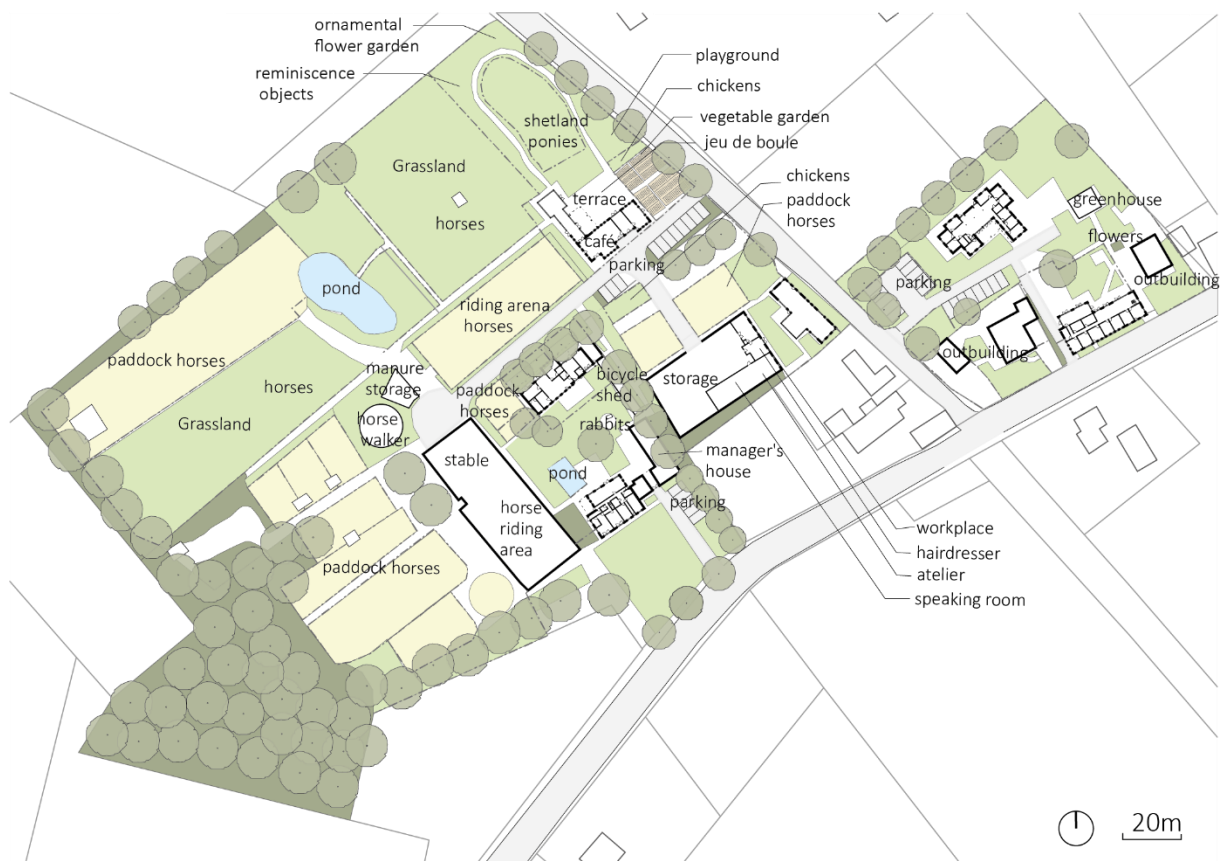 ornamental
flower garden
reminiscence
objects
playground
chickens
vegetable garden
jeu de boule
chickens
paddock
horses
shetland
ponies
Grassland
horses
terrace
café
parking
greenhouse
flowers
outbuilding
parking
outbuilding
pond
riding arena
horses
paddock horses
horses
Grassland
manure
storage
horse
walker
paddock
horses
bicycle
shed
storage
rabbits
manager's
house
stable
pond
parking
horse
riding
area
paddock horses
workplace
hairdresser
atelier
speaking room
20m